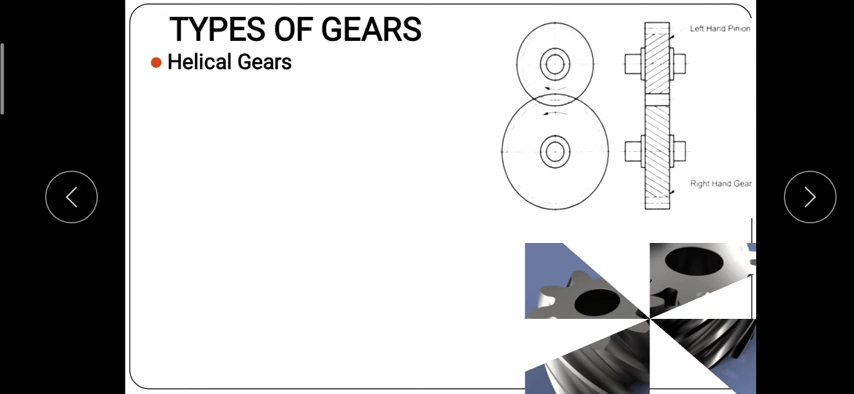 TYPES OF GEARS
Helical Gears
Left Hand Pinion
Right Hand Gear